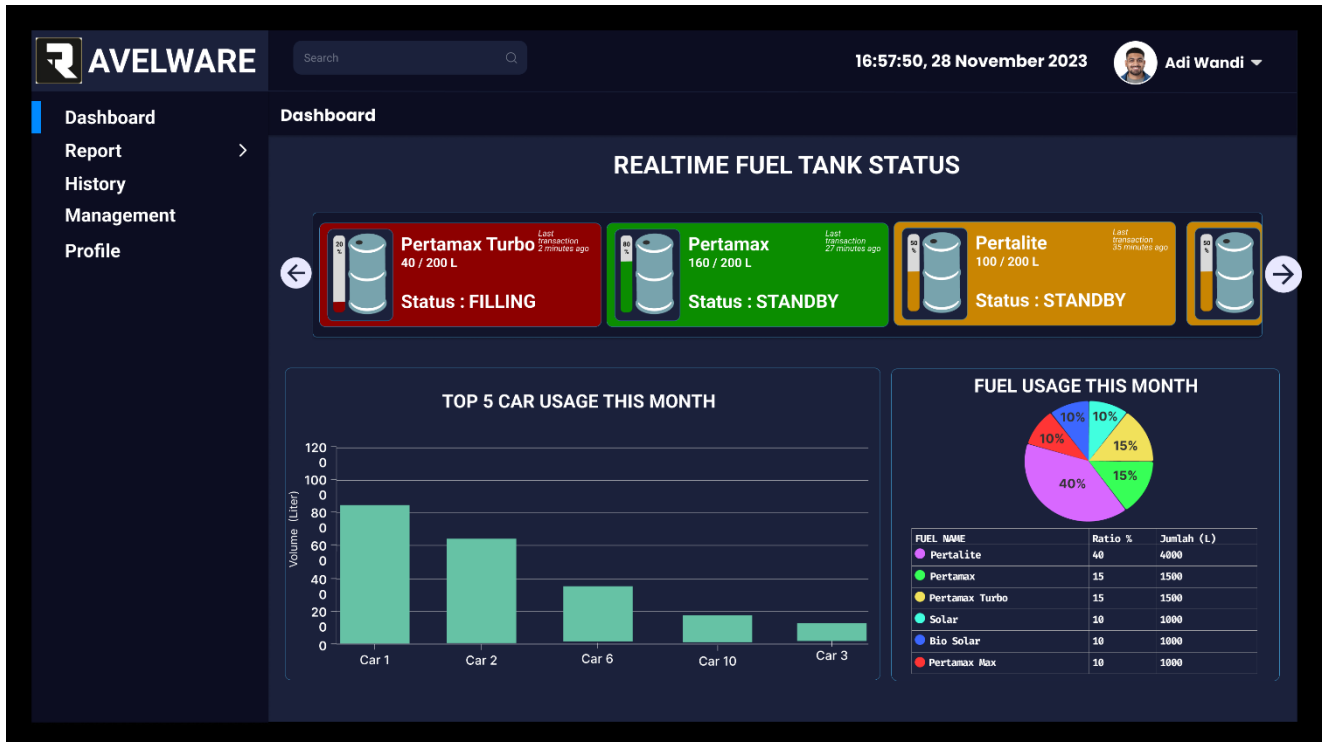 AVELWARE
Search
16:57:50, 28 November 2023
Adi Wandi
Dashboard
Report
History
Management
Profile
Dashboard
REALTIME FUEL TANK STATUS
20
%
Pertamax Turbo
Last
transaction
2 minutes ago
40 / 200 L
Status : FILLING
80
%
Pertamax
Last
transaction
27 minutes ago
160 / 200 L
Status : STANDBY
50
%
Pertalite
Last
transaction
35 minutes ago
100 / 200 L
Status : STANDBY
50
%
TOP 5 CAR USAGE THIS MONTH
Volume (Liter)
120
0
100
0
80
0
60
0
40
0
20
0
0
Car 1
Car 2
Car 6
Car 10
Car 3
FUEL USAGE THIS MONTH
10%
10%
10%
15%
15%
40%
FUEL NAME Ratio % Jumlah (L)
Pertalite 40 4000
Pertamax 15 1500
Pertamax Turbo 15 1500
Solar 10 1000
Bio Solar 10 1000
Pertamax Max 10 1000